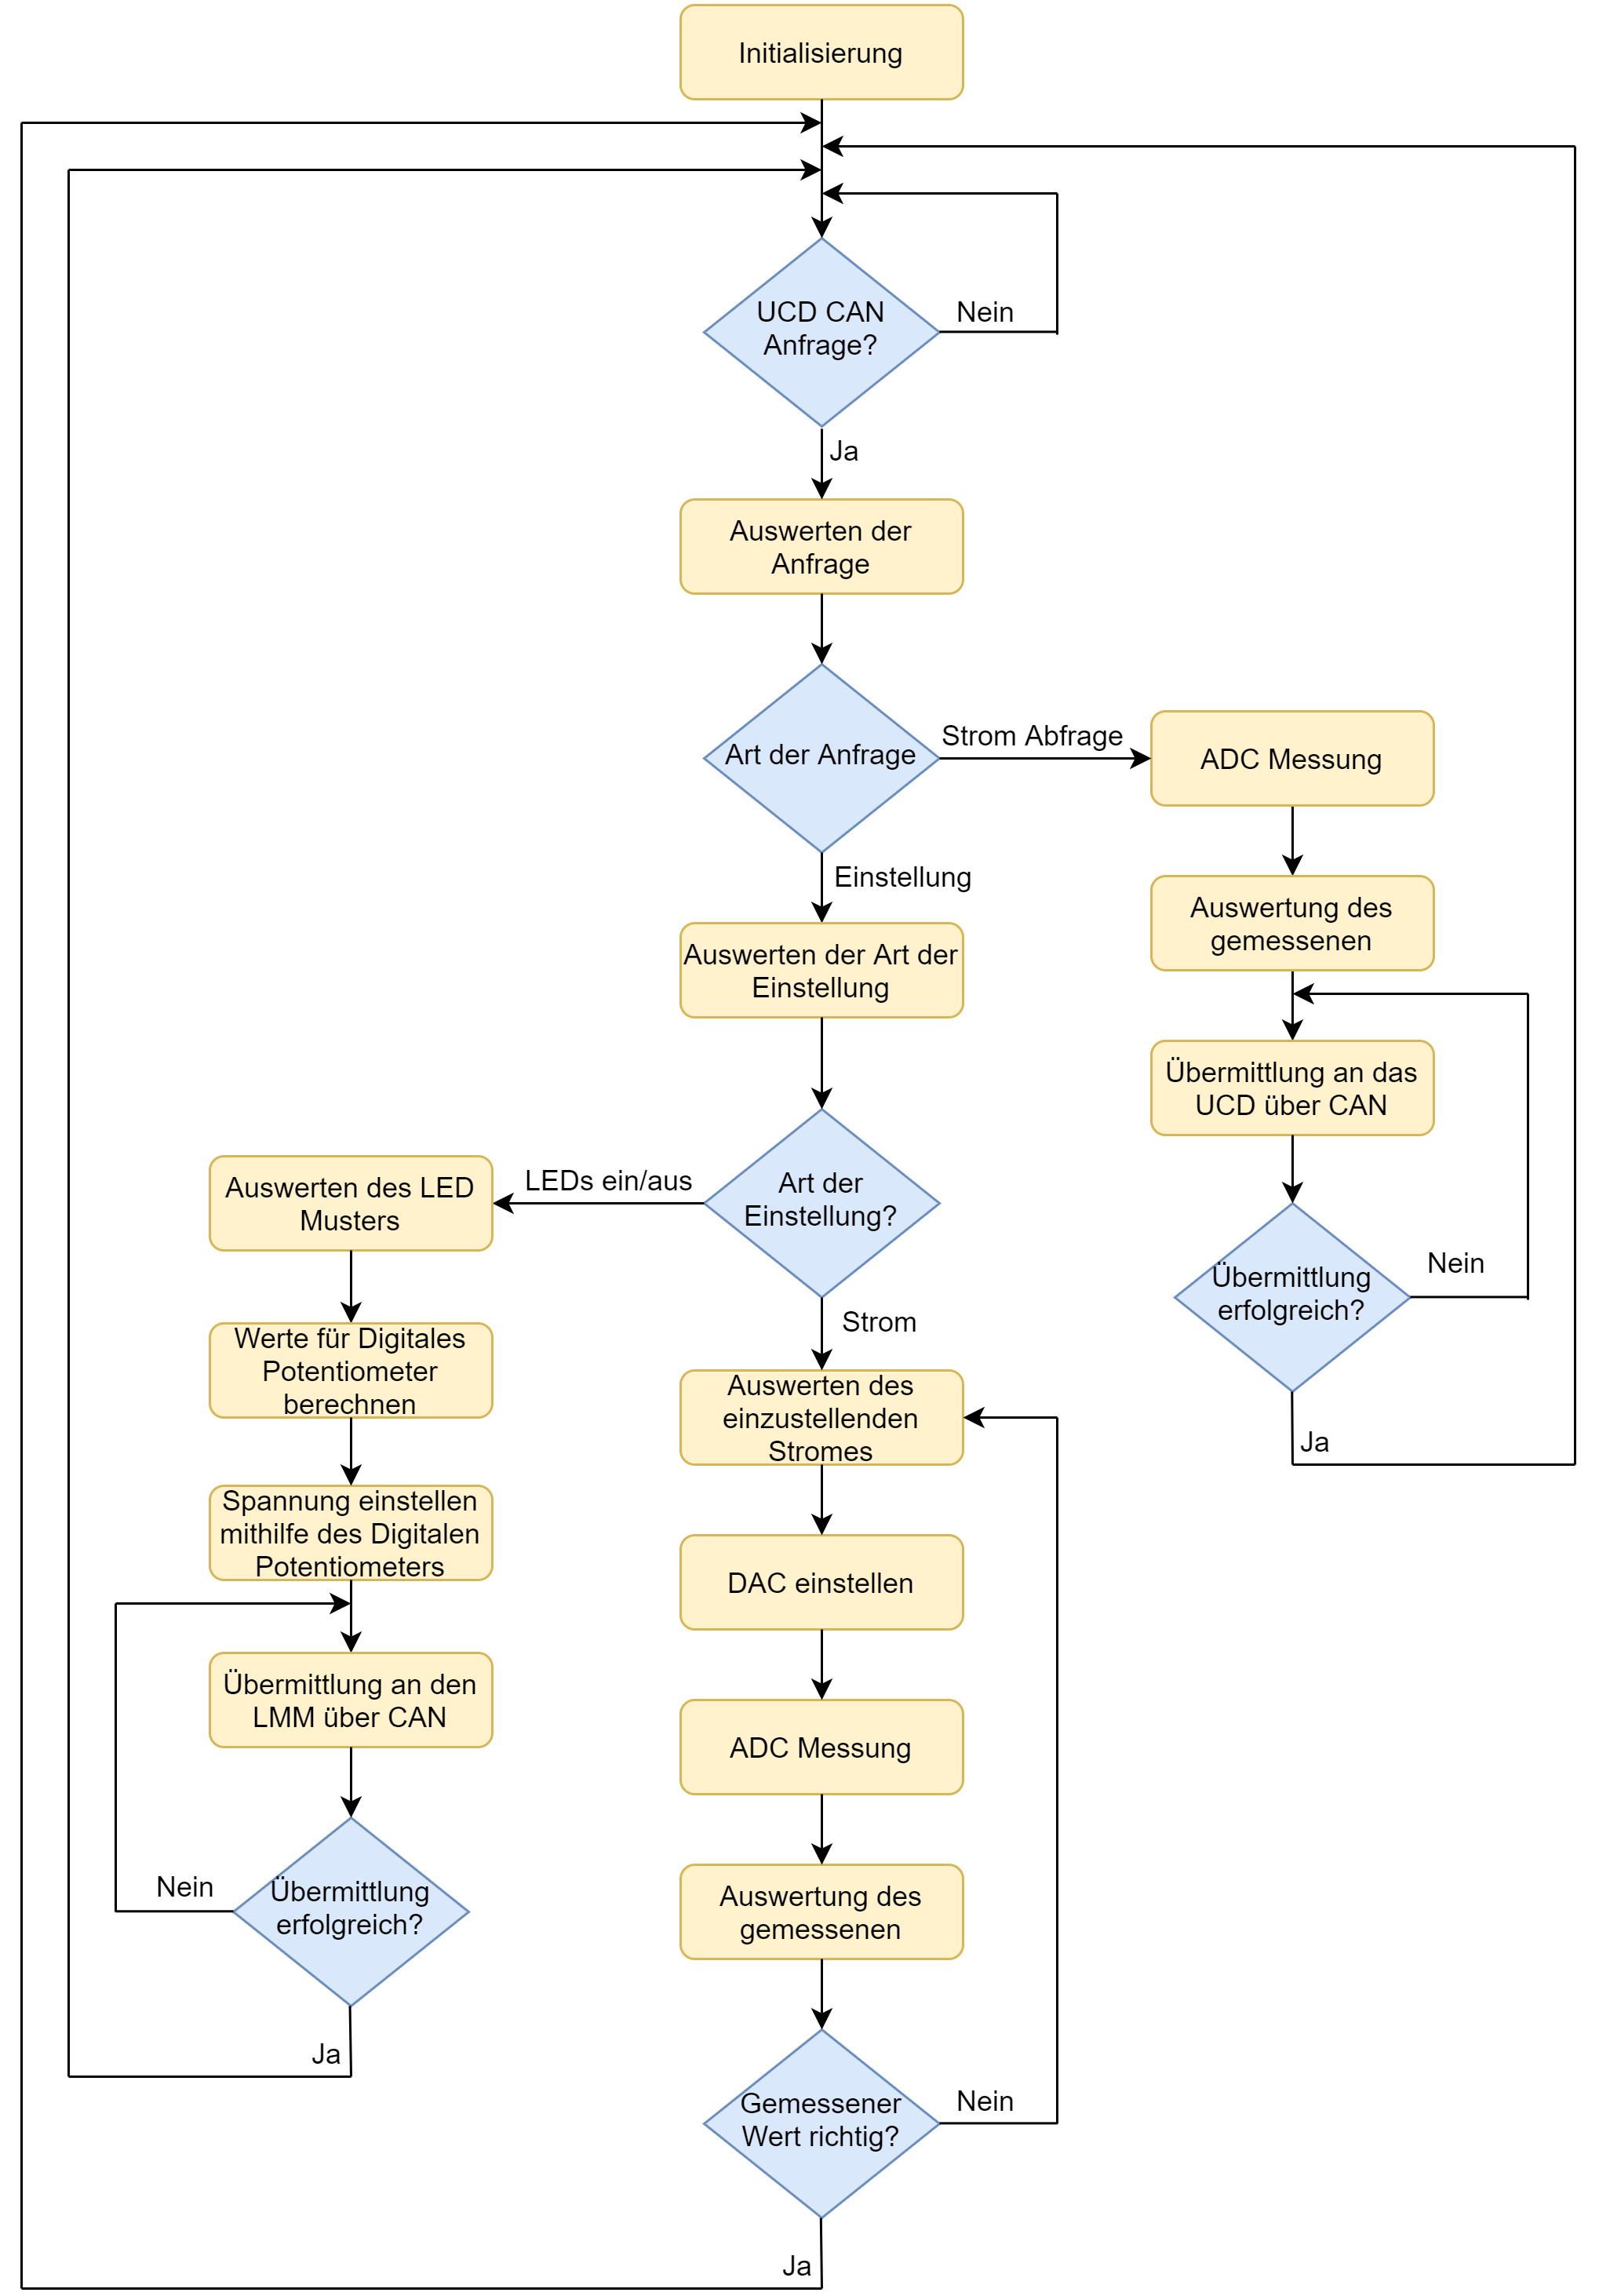 Initialisierung
UCD CAN
Anfrage?
Nein
Ja
Auswerten der
Anfrage
Art der Anfrage
Strom Abfrage
ADC Messung
Einstellung
Auswertung des
gemessenen
Auswerten der Art der
Einstellung
Übermittlung an das
UCD über CAN
Art der
Einstellung?
LEDs ein/aus
Auswerten des LED
Musters
Übermittlung
erfolgreich?
Nein
Ja
Strom
Werte für Digitales
Potentiometer
berechnen
Auswerten des
einzustellenden
Stromes
Spannung einstellen
mithilfe des Digitalen
Potentiometers
DAC einstellen
Übermittlung an den
LMM über CAN
ADC Messung
Übermittlung
erfolgreich?
Nein
Ja
Auswertung des
gemessenen
Gemessener
Wert richtig?
Nein
Ja